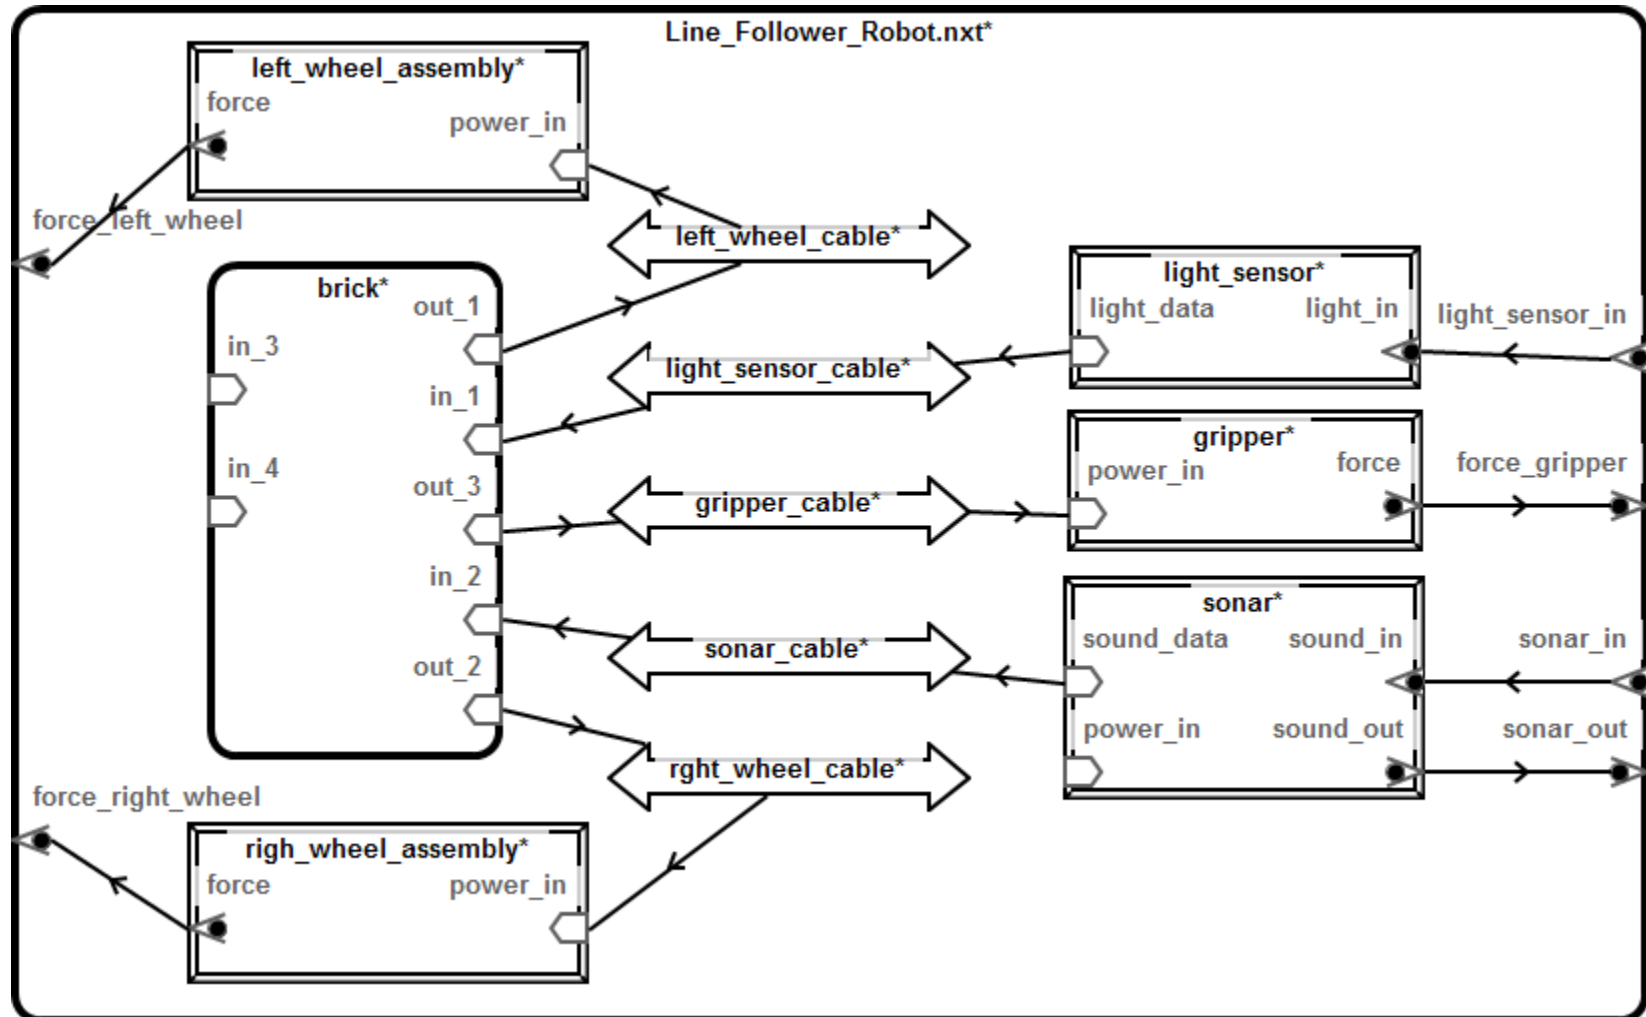 Line_Follower_Robot.nxt*
left_wheel_assembly*
force
power_in
force_left_wheel
left_wheel_cable*
brick*
out_1
in_3
in_1
in_4
out_3
in_2
out_2
light_sensor*
light_data
light_in
light_sensor_in
light_sensor_cable*
gripper*
power_in
force
force_gripper
gripper_cable*
sonar*
sound_data
sound_in
sonar_in
sonar_cable*
power_in
sound_out
sonar_out
rght_wheel_cable*
force_right_wheel
righ_wheel_assembly*
force
power_in